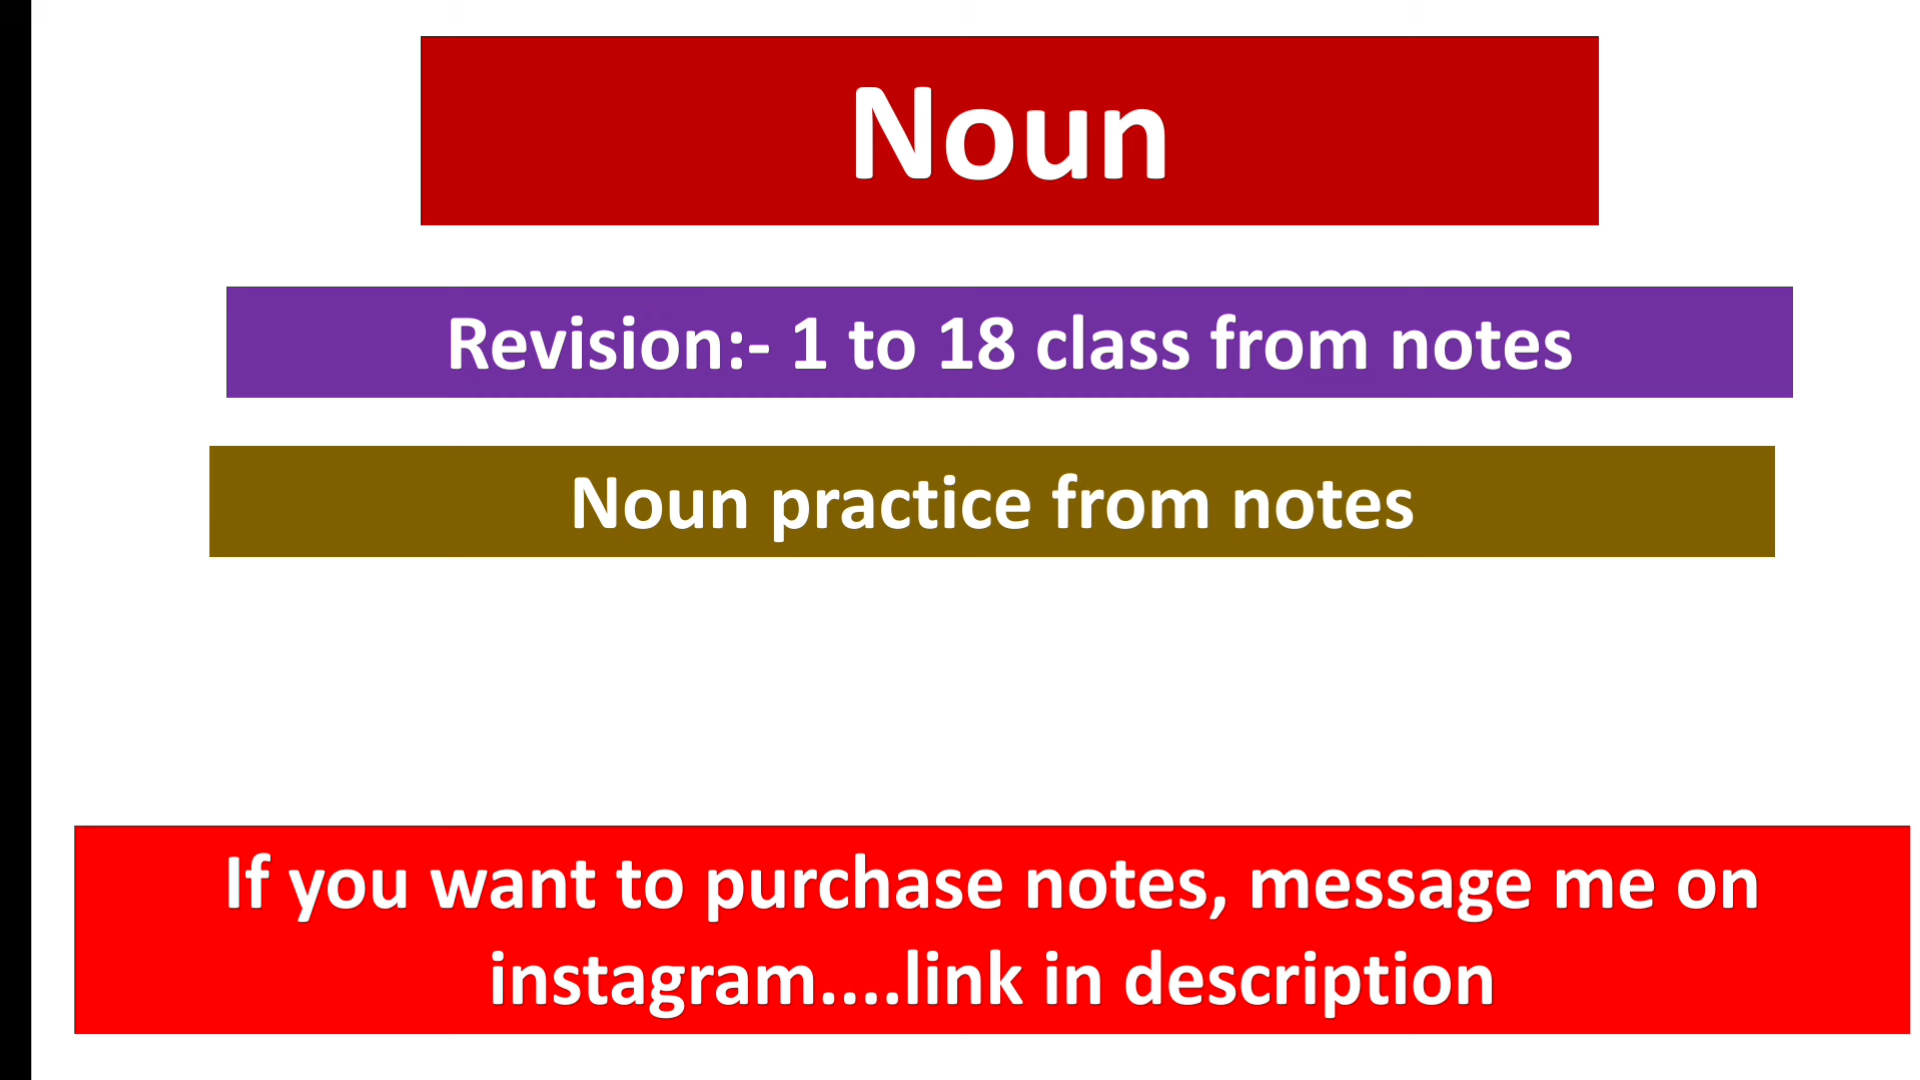 Noun
Revision:- 1 to 18 class from notes
Noun practice from notes
If you want to purchase notes, message me on
instagram....link in description